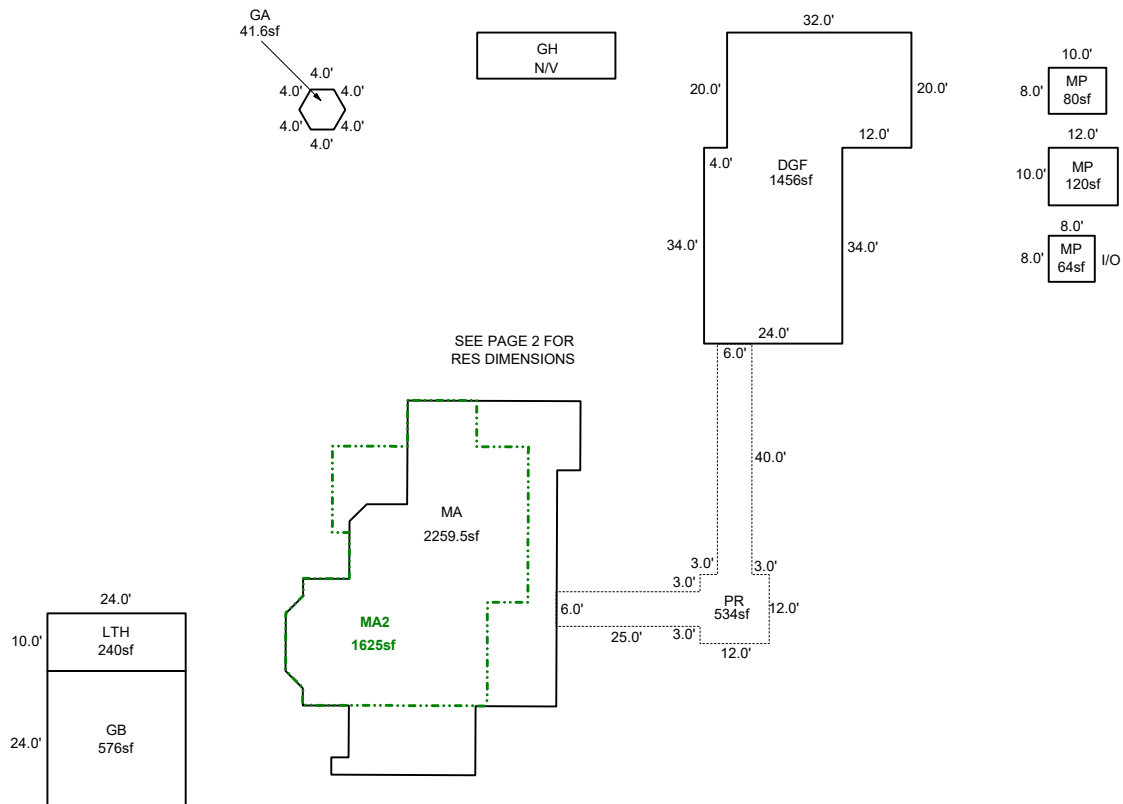 GA
41.6sf
4.0'
4.0'
4.0'
4.0'
4.0'
4.0'
GH
N/V
32.0'
20.0'
20.0'
12.0'
4.0'
DGF
1456sf
34.0'
34.0'
24.0'
10.0'
8.0'
MP
80sf
12.0'
10.0'
MP
120sf
8.0'
8.0'
MP
64sf
I/O
SEE PAGE 2 FOR
RES DIMENSIONS
6.0'
40.0'
3.0'
3.0'
3.0'
PR
534sf
12.0'
6.0'
25.0'
3.0'
12.0'
MA
2259.5sf
MA2
1625sf
24.0'
10.0'
LTH
240sf
24.0'
GB
576sf